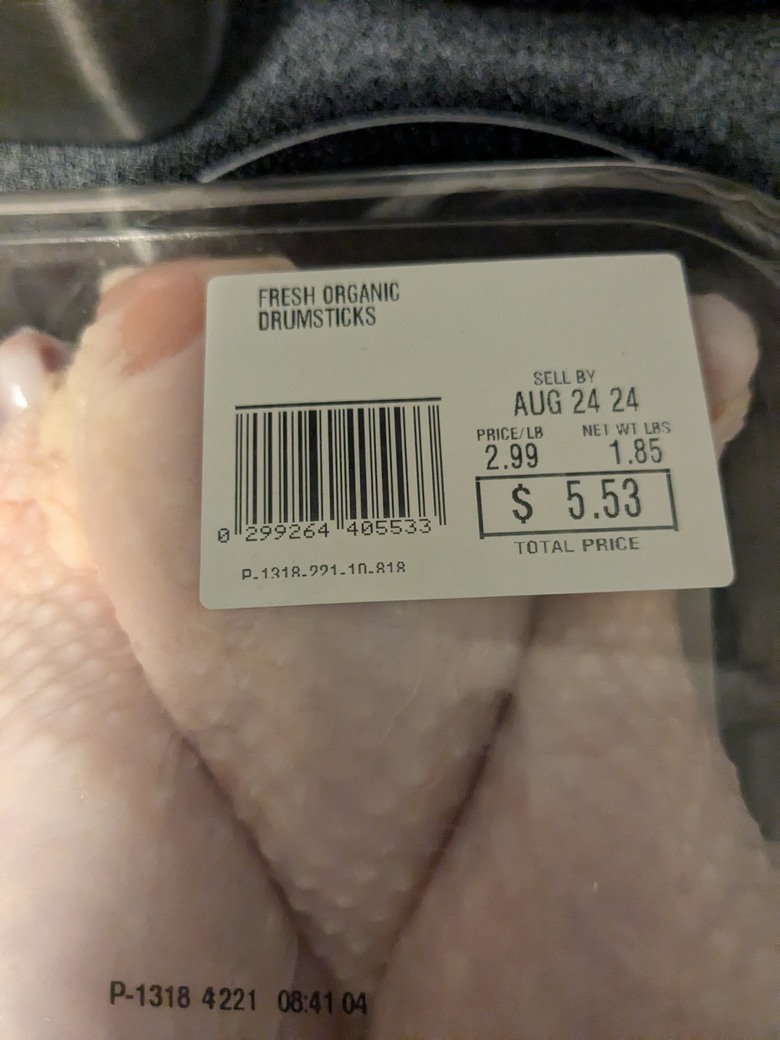 FRESH ORGANIC
DRUMSTICKS
SELL BY
AUG 24 24
PRICE/LB NET WT LBS
2.99 1.85
$ 5.53
TOTAL PRICE
0 299264 405533
P-1318-221-10-818
P-1318 4221 08:41 04